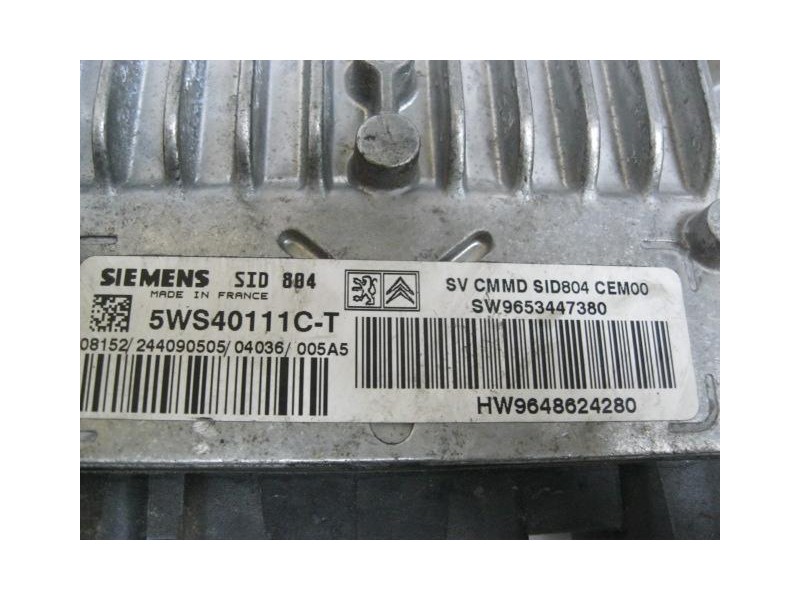 SIEMENS SID 804
MADE IN FRANCE
5WS40111C-T
08152/244090505/04036/005A5
SV CMMD SID804 CEM00
SW9653447380
HW9648624280